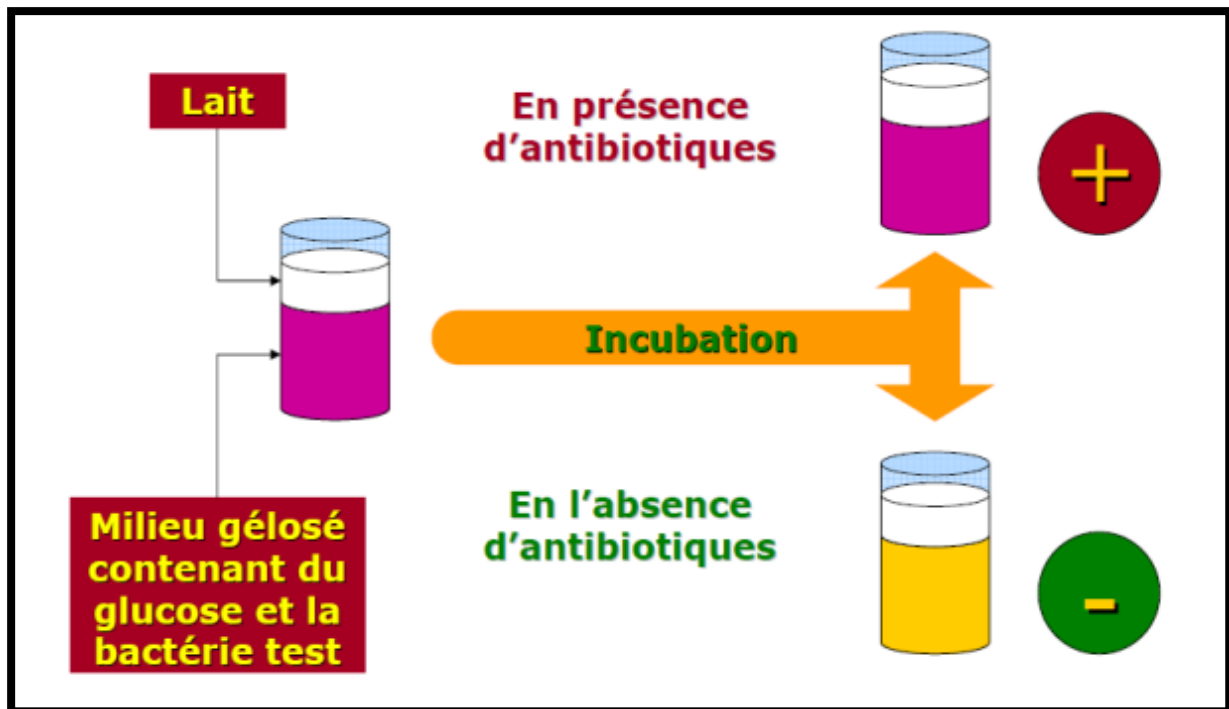 Lait
En présence
d'antibiotiques
+
Incubation
Milieu gélosé
contenant du
glucose et la
bactérie test
En l'absence
d'antibiotiques
-